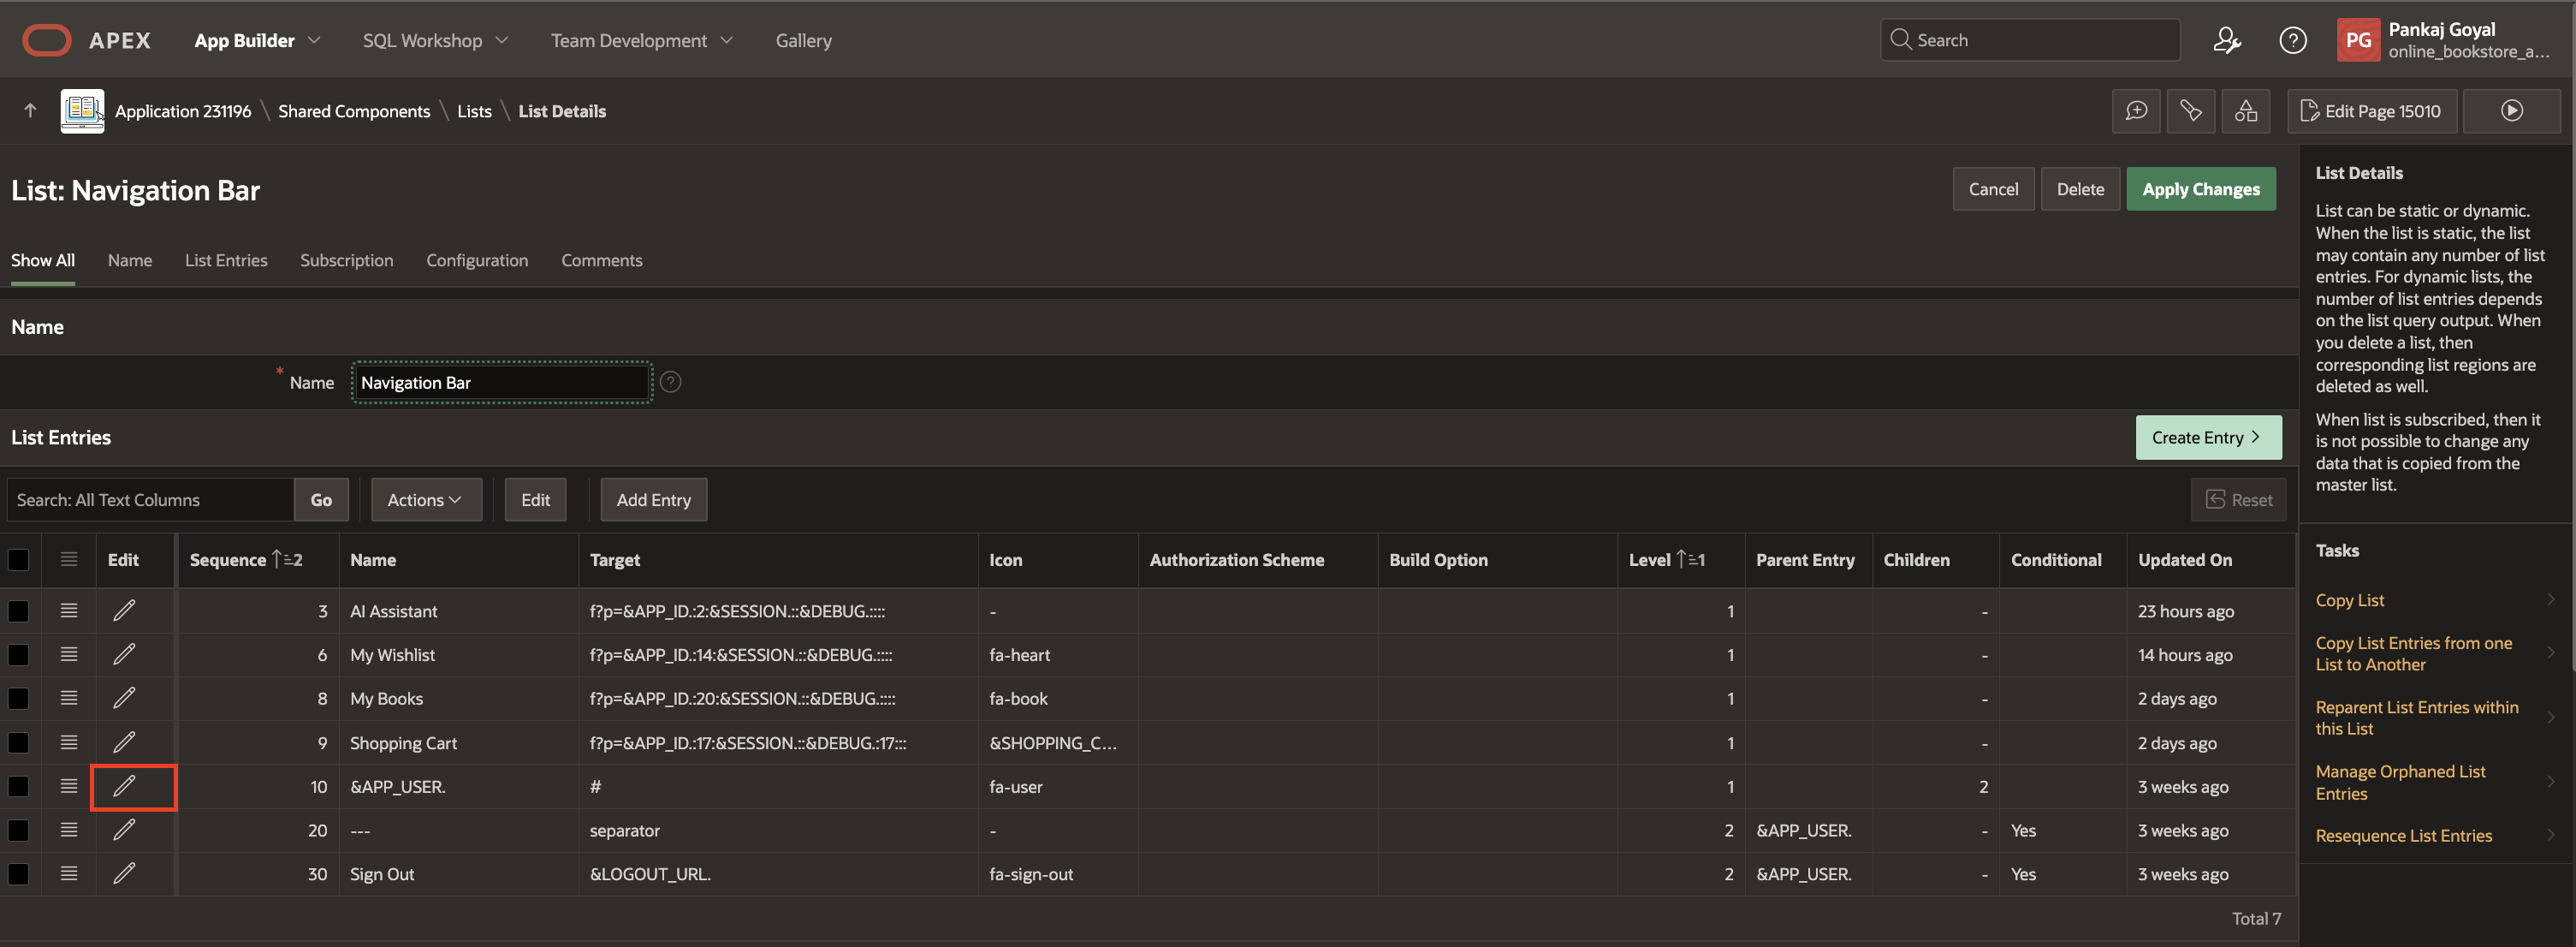 APEX App Builder SQL Workshop Team Development Gallery Search PG Pankaj Goyal
online_bookstore_a...
Application 231196 \ Shared Components \ Lists \ List Details Edit Page 15010
List: Navigation Bar Cancel Delete Apply Changes
Show All Name List Entries Subscription Configuration Comments
Name
* Name Navigation Bar ?
List Entries Create Entry >
Search: All Text Columns Go Actions Edit Add Entry Reset
Edit Sequence 2 Name Target Icon Authorization Scheme Build Option Level 1 Parent Entry Children Conditional Updated On
3 AI Assistant f?p=&APP_ID.:2:&SESSION.::&DEBUG.:::: - 1 - 23 hours ago
6 My Wishlist f?p=&APP_ID.:14:&SESSION.::&DEBUG.:::: fa-heart 1 - 14 hours ago
8 My Books f?p=&APP_ID.:20:&SESSION.::&DEBUG.:::: fa-book 1 - 2 days ago
9 Shopping Cart f?p=&APP_ID.:17:&SESSION.::&DEBUG.:17::: &SHOPPING_C... 1 - 2 days ago
10 &APP_USER. # fa-user 1 2 3 weeks ago
20 --- separator - 2 &APP_USER. - Yes 3 weeks ago
30 Sign Out &LOGOUT_URL. fa-sign-out 2 &APP_USER. - Yes 3 weeks ago
Total 7
List Details
List can be static or dynamic.
When the list is static, the list
may contain any number of list
entries. For dynamic lists, the
number of list entries depends
on the list query output. When
you delete a list, then
corresponding list regions are
deleted as well.
When list is subscribed, then it
is not possible to change any
data that is copied from the
master list.
Tasks
Copy List
Copy List Entries from one
List to Another
Reparent List Entries within
this List
Manage Orphaned List
Entries
Resequence List Entries